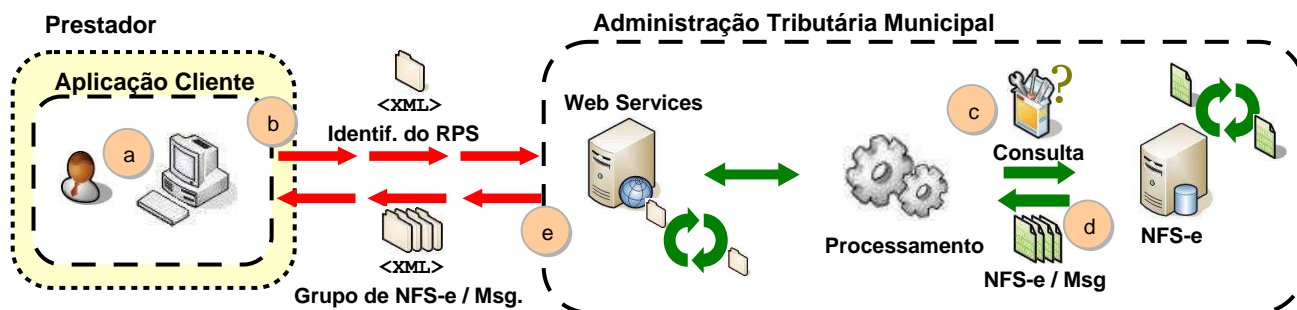 Prestador
Administração Tributária Municipal
Aplicação Cliente
a
b
<XML>
Identif. do RPS
<XML>
Grupo de NFS-e / Msg.
e
Web Services
Processamento
c
?
Consulta
d
NFS-e / Msg
NFS-e